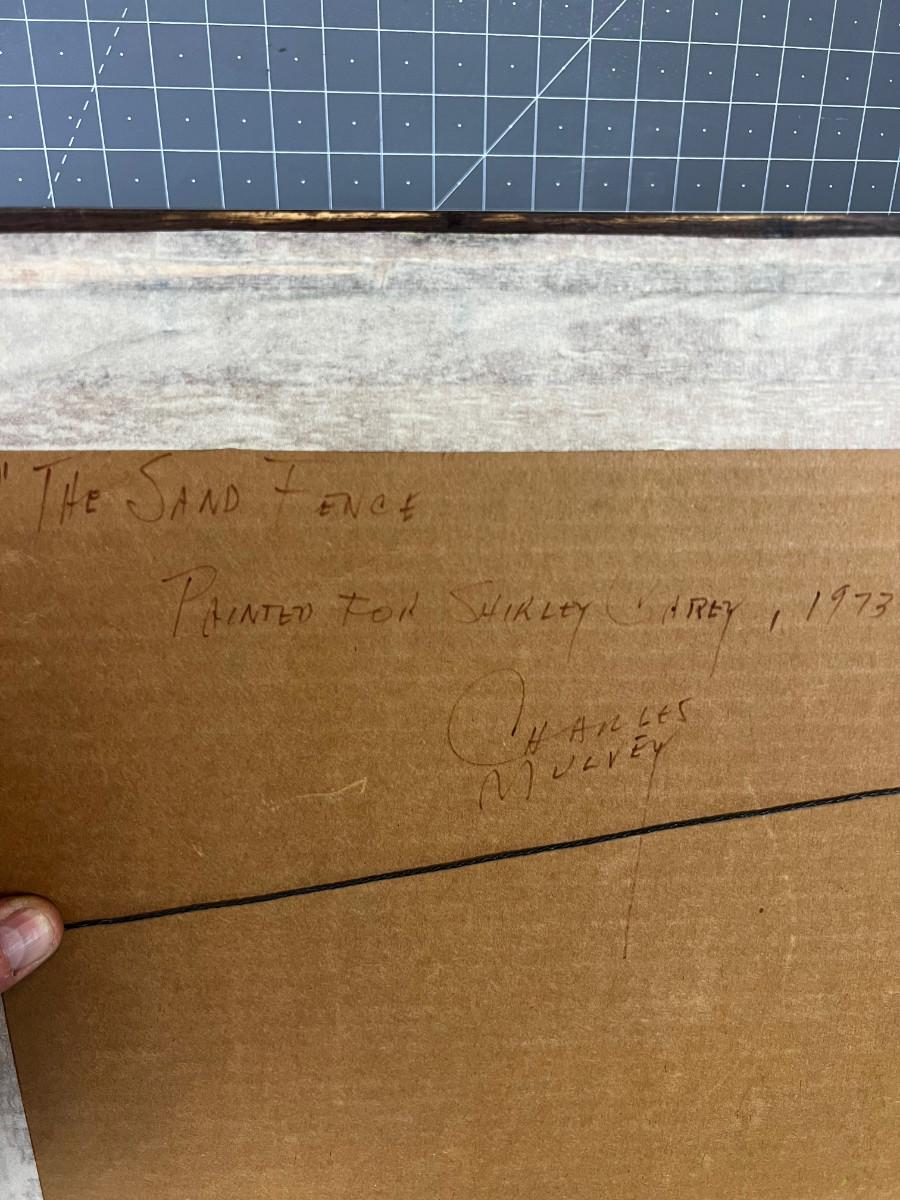 " THE SAND FENCE
PAINTED FOR SHIRLEY CAREY, 1973
CHARLES
MULVEY